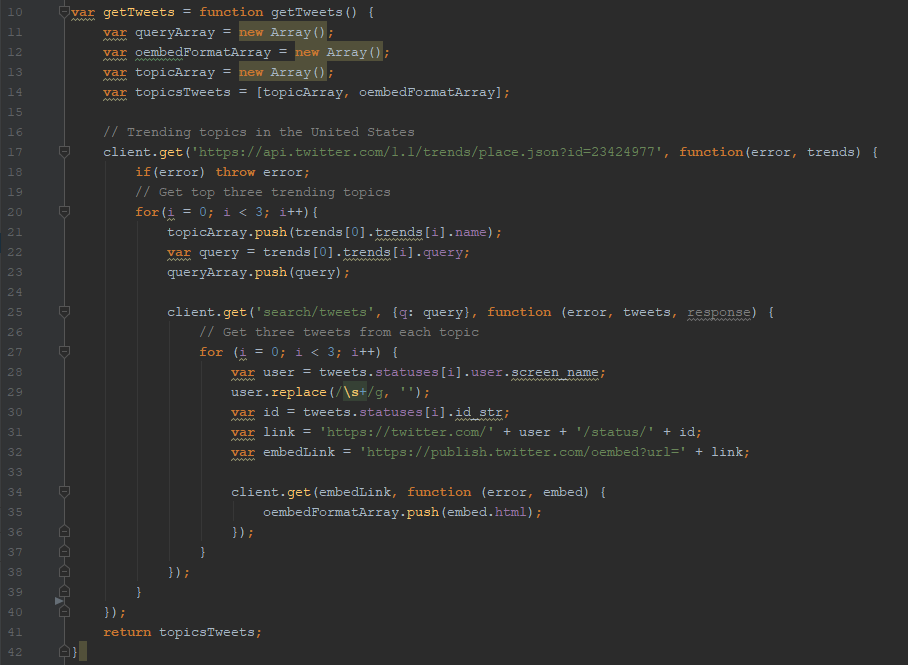 10 var getTweets = function getTweets() {
11     var queryArray = new Array();
12     var oembedFormatArray = new Array();
13     var topicArray = new Array();
14     var topicsTweets = [topicArray, oembedFormatArray];
15
16     // Trending topics in the United States
17     client.get('https://api.twitter.com/1.1/trends/place.json?id=23424977', function(error, trends) {
18         if(error) throw error;
19         // Get top three trending topics
20         for(i = 0; i < 3; i++){
21             topicArray.push(trends[0].trends[i].name);
22             var query = trends[0].trends[i].query;
23             queryArray.push(query);
24
25             client.get('search/tweets', {q: query}, function (error, tweets, response) {
26                 // Get three tweets from each topic
27                 for (i = 0; i < 3; i++) {
28                     var user = tweets.statuses[i].user.screen_name;
29                     user.replace(/\s+/g, '');
30                     var id = tweets.statuses[i].id_str;
31                     var link = 'https://twitter.com/' + user + '/status/' + id;
32                     var embedLink = 'https://publish.twitter.com/oembed?url=' + link;
33
34                     client.get(embedLink, function (error, embed) {
35                         oembedFormatArray.push(embed.html);
36                     });
37                 }
38             });
39         }
40     });
41     return topicsTweets;
42 }